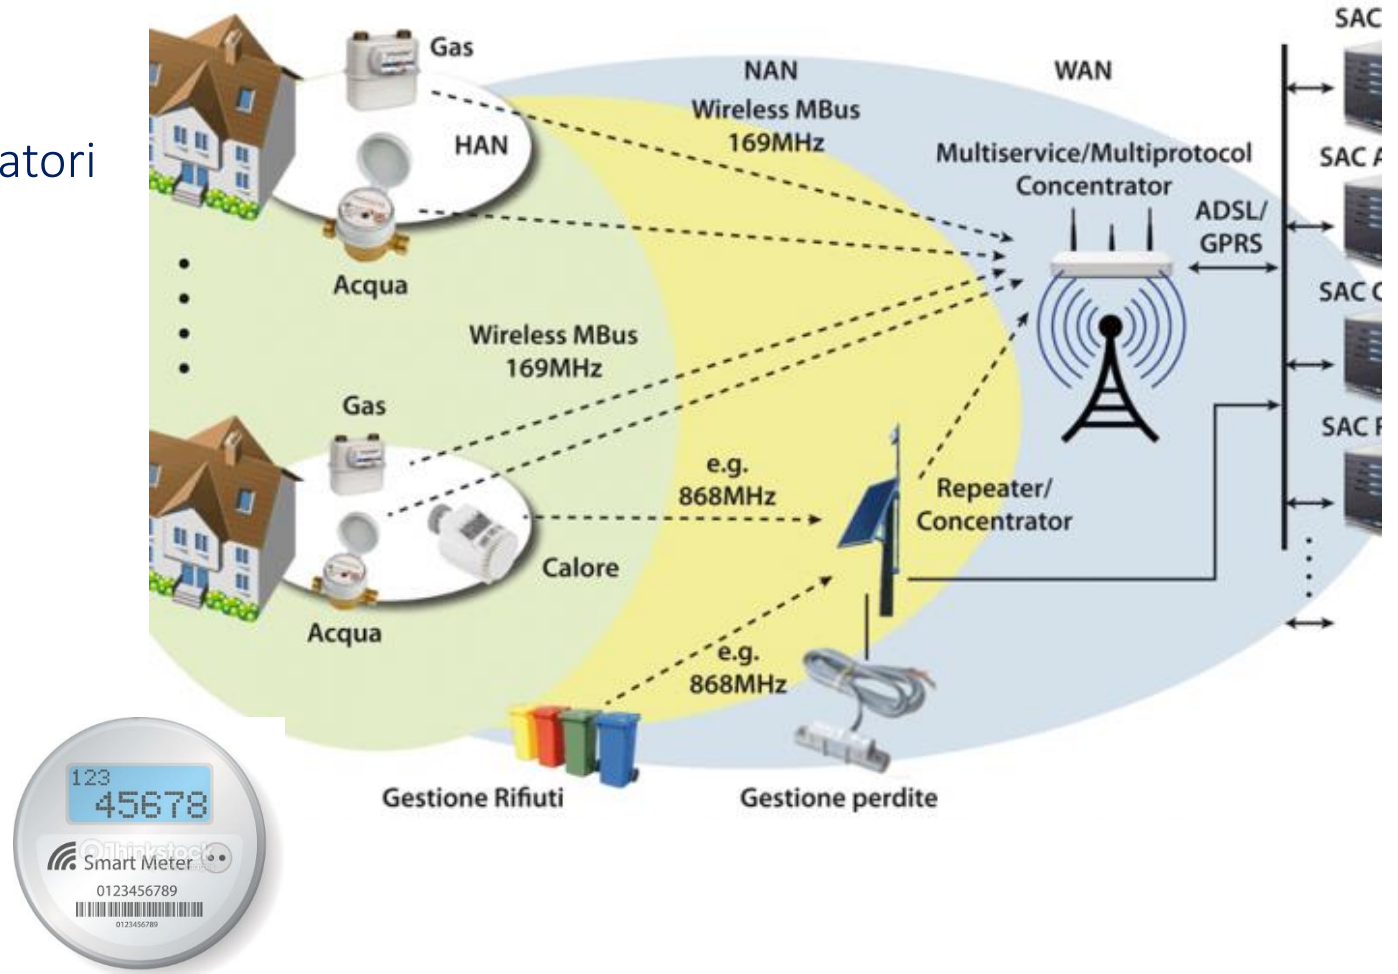 atori
Gas
HAN
Acqua
NAN
Wireless MBus
169MHz
WAN
Multiservice/Multiprotocol
Concentrator
ADSL/
GPRS
SAC
SAC A
SAC
SAC
Wireless MBus
169MHz
Gas
e.g.
868MHz
Repeater/
Concentrator
Calore
Acqua
e.g.
868MHz
Gestione Rifiuti
Gestione perdite
123
45678
Thinkstock
Smart Meter
0123456789
0123456789